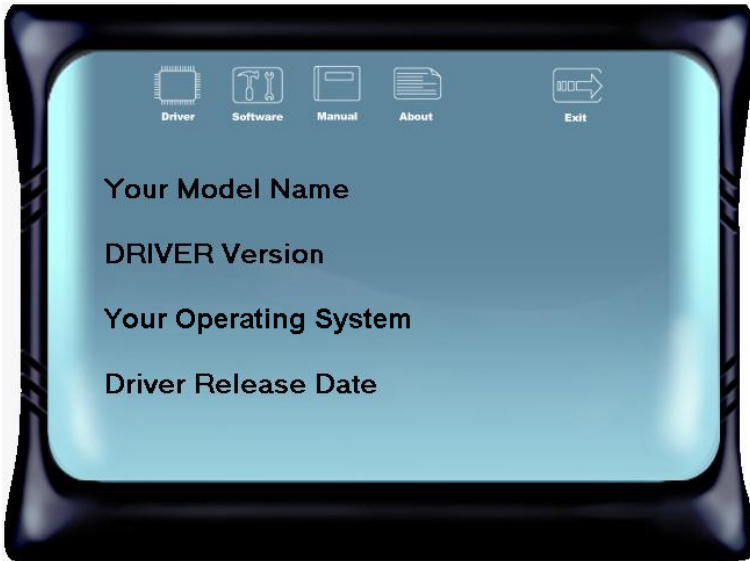 Driver Software Manual About Exit
Your Model Name
DRIVER Version
Your Operating System
Driver Release Date